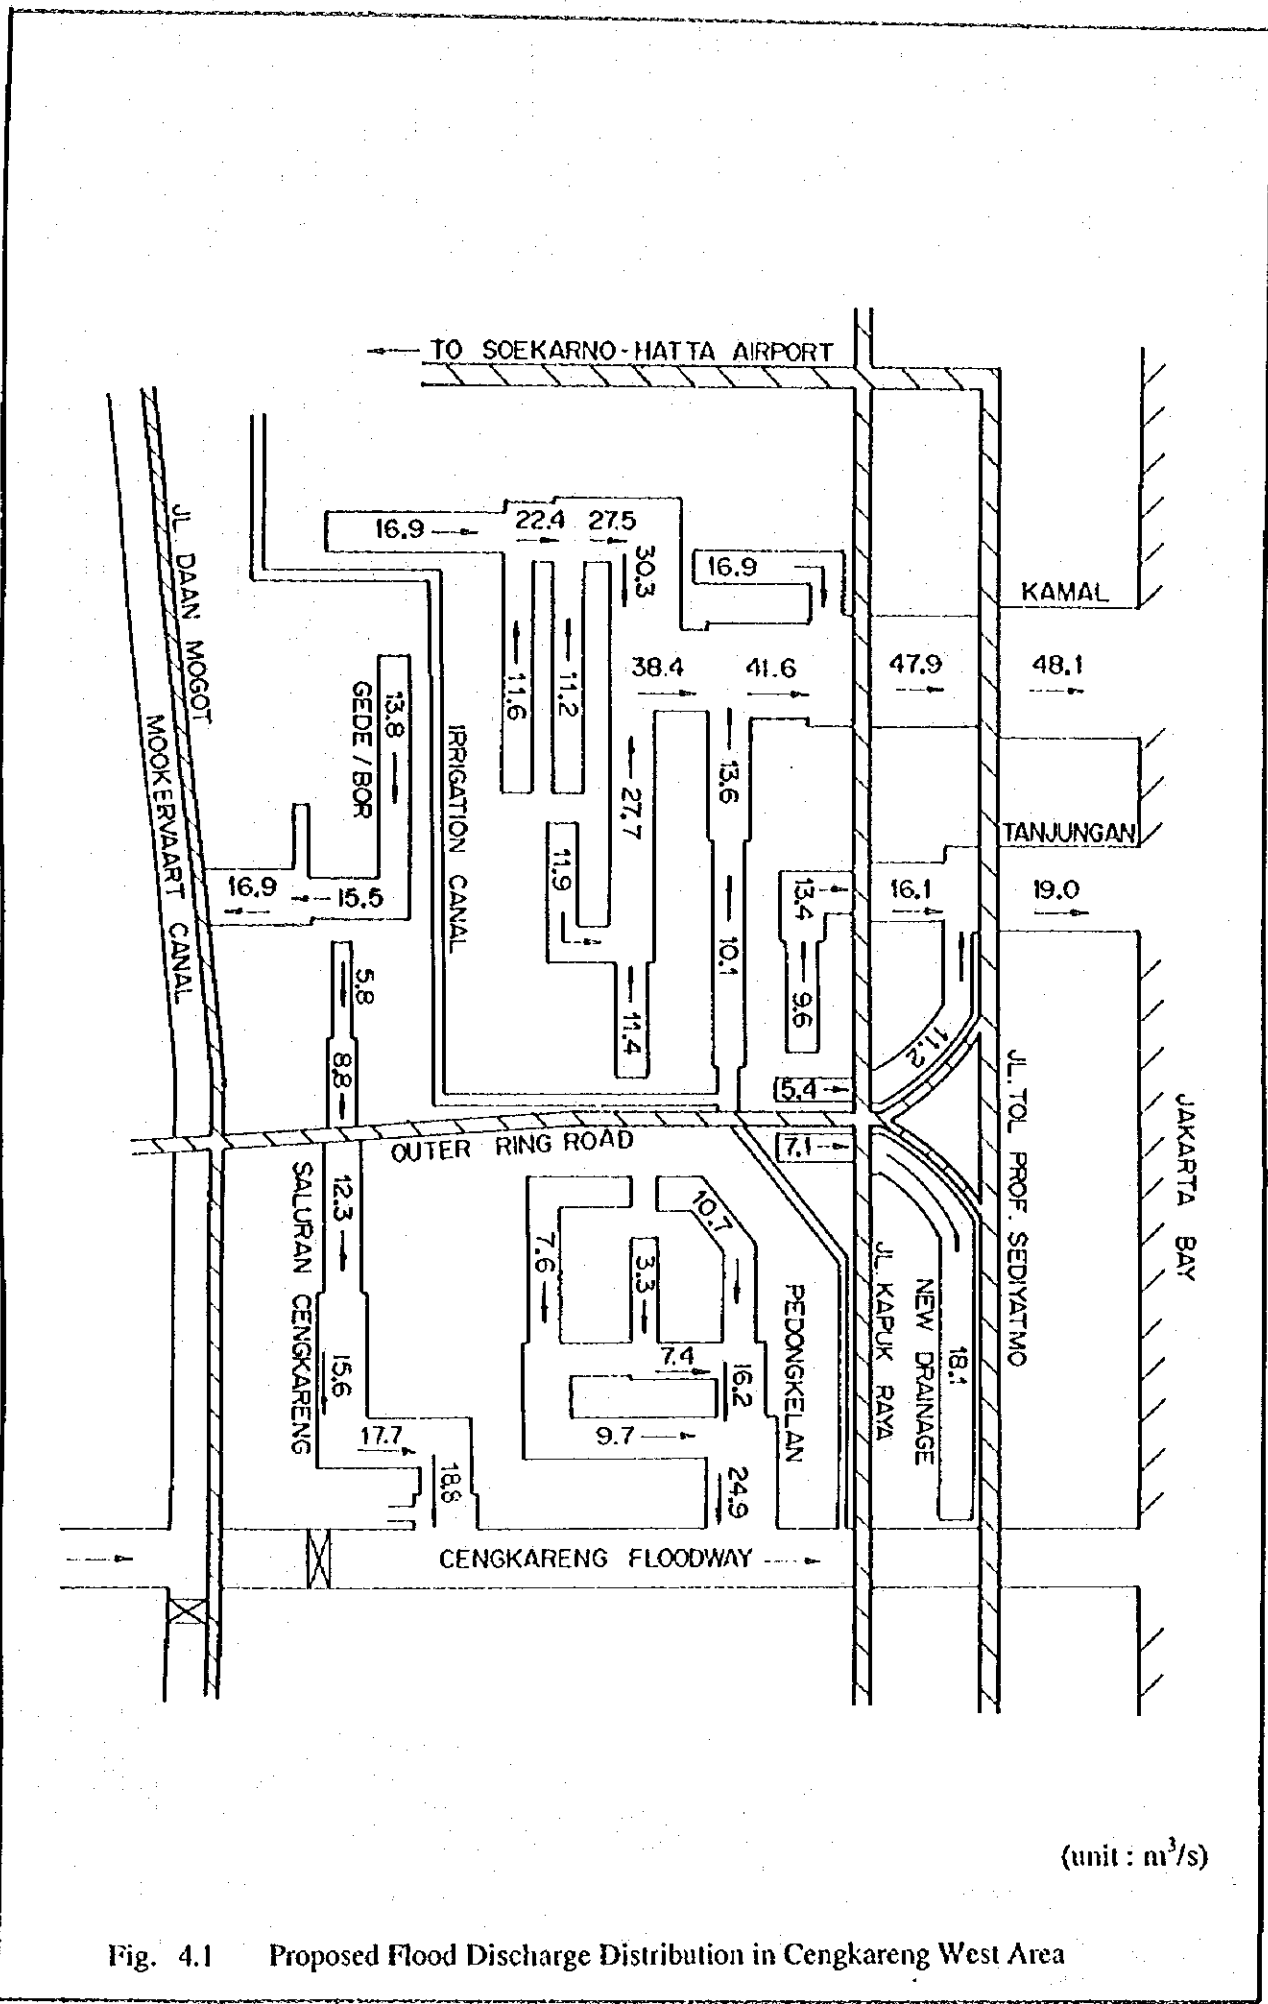 TO SOEKARNO-HATTA AIRPORT
JL. DAAN MOGOT
MOOKERVAART CANAL
16.9
22.4
27.5
30.3
16.9
KAMAL
38.4
41.6
47.9
48.1
11.6
11.2
13.8
GEDE / BOR
IRRIGATION CANAL
27.7
13.6
TANJUNGAN
11.9
16.9
15.5
13.4
16.1
19.0
10.1
5.8
9.6
11.4
11.2
8.8
5.4
JL. TOL PROF. SEDIYATMO
JAKARTA BAY
OUTER RING ROAD
7.1
SALURAN CENGKARENG
12.3
10.7
7.6
3.3
PEDONGKELAN
JL. KAPUK RAYA
NEW DRAINAGE
18.1
15.6
7.4
16.2
17.7
9.7
18.8
24.9
CENGKARENG FLOODWAY
(unit : m³/s)
Fig. 4.1 Proposed Flood Discharge Distribution in Cengkareng West Area